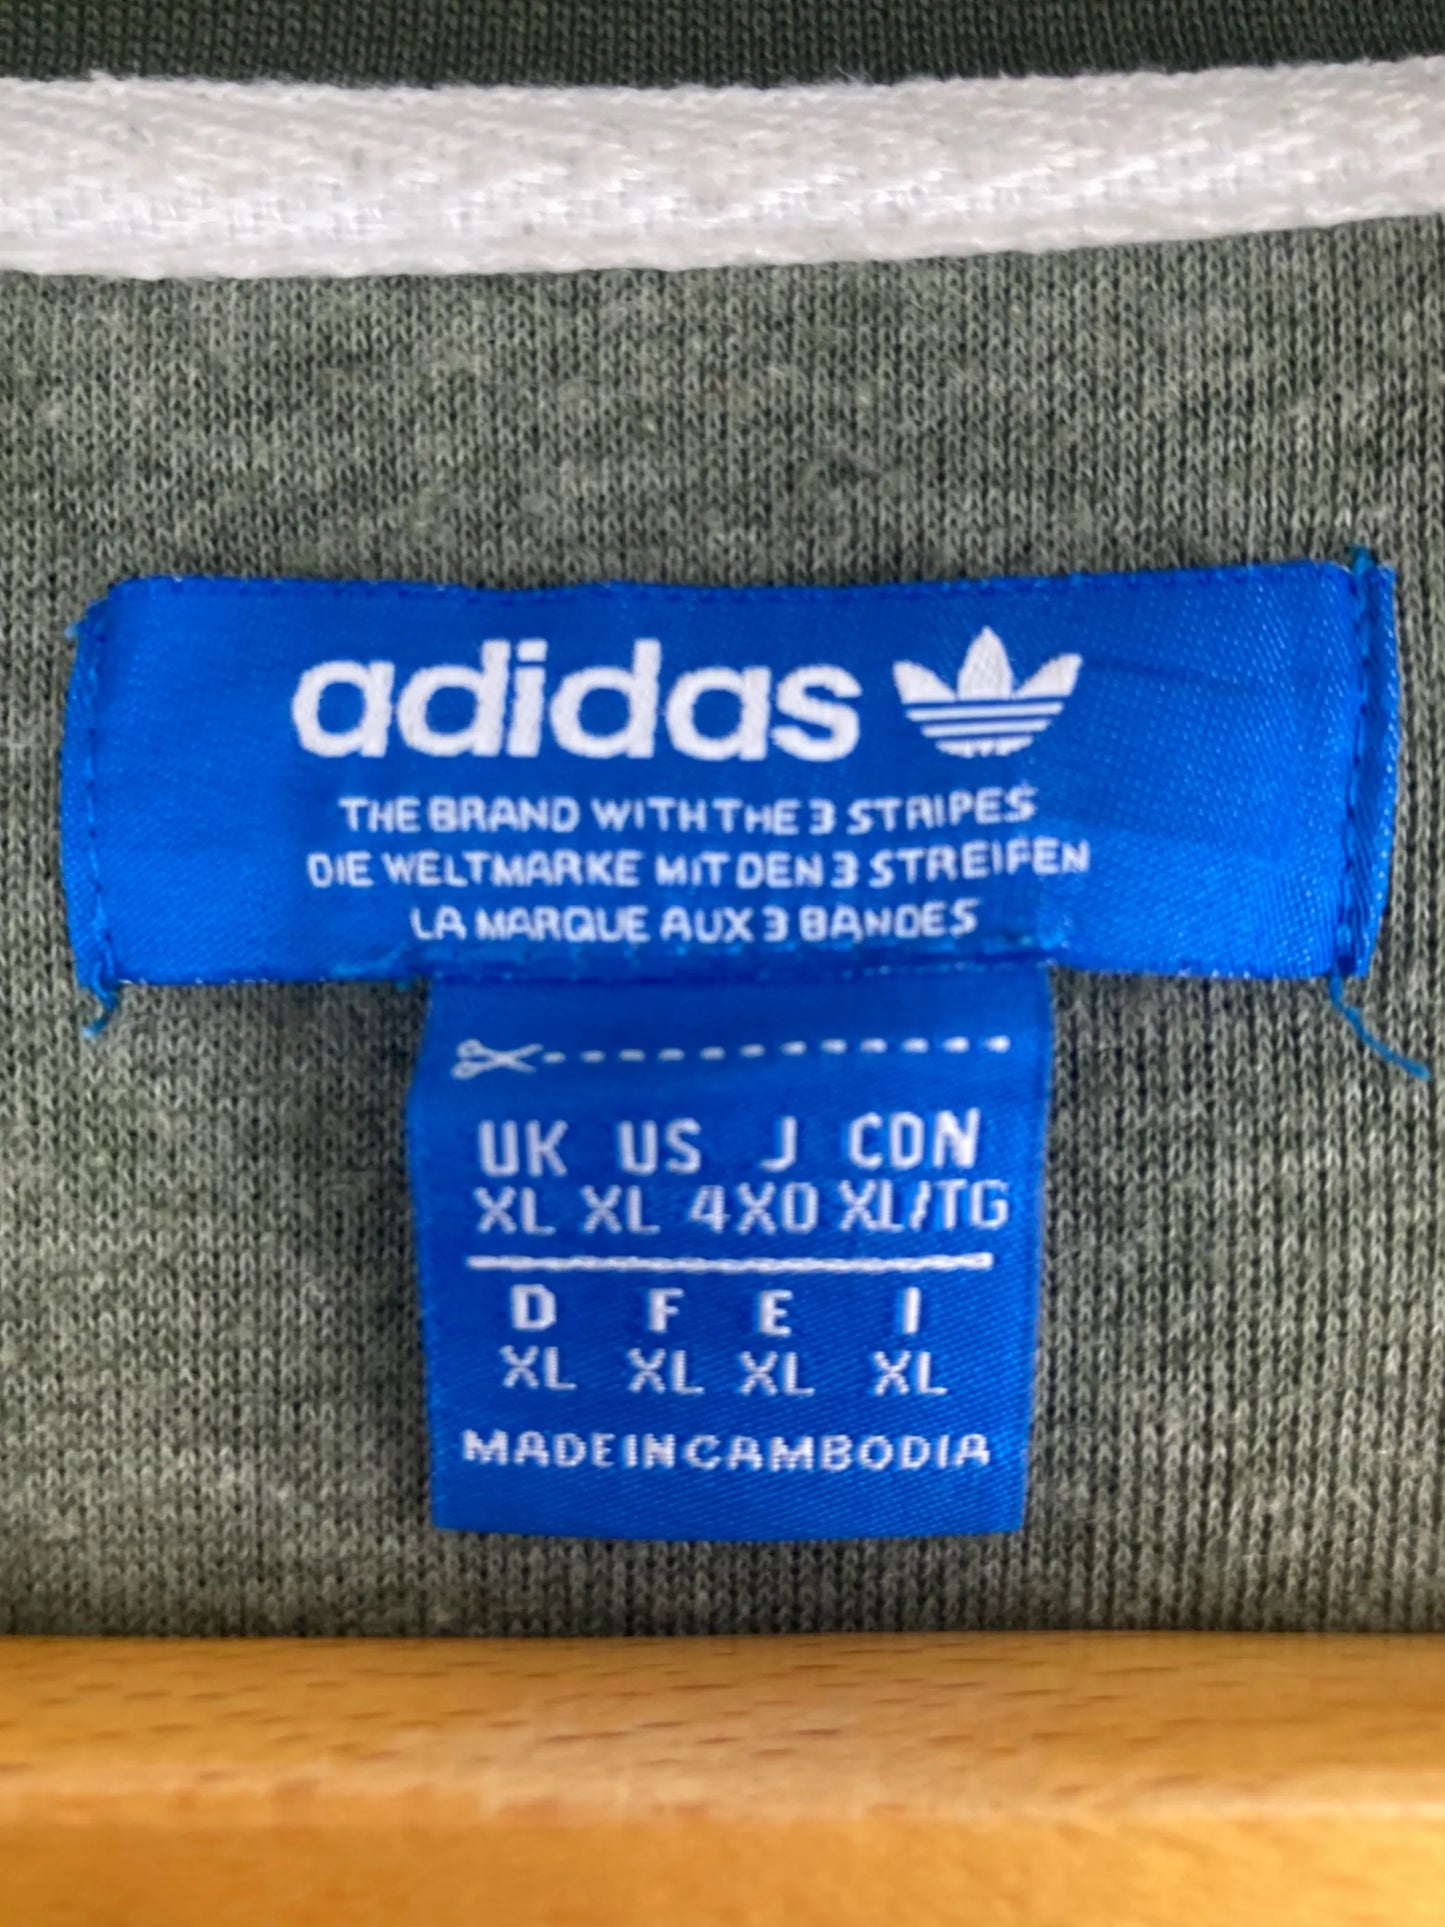 adidas
THE BRAND WITH THE 3 STRIPES
DIE WELTMARKE MIT DEN 3 STREIFEN
LA MARQUE AUX 3 BANDES
UK US J CDN
XL XL 4XO XL/TG
D F E I
XL XL XL XL
MADE IN CAMBODIA